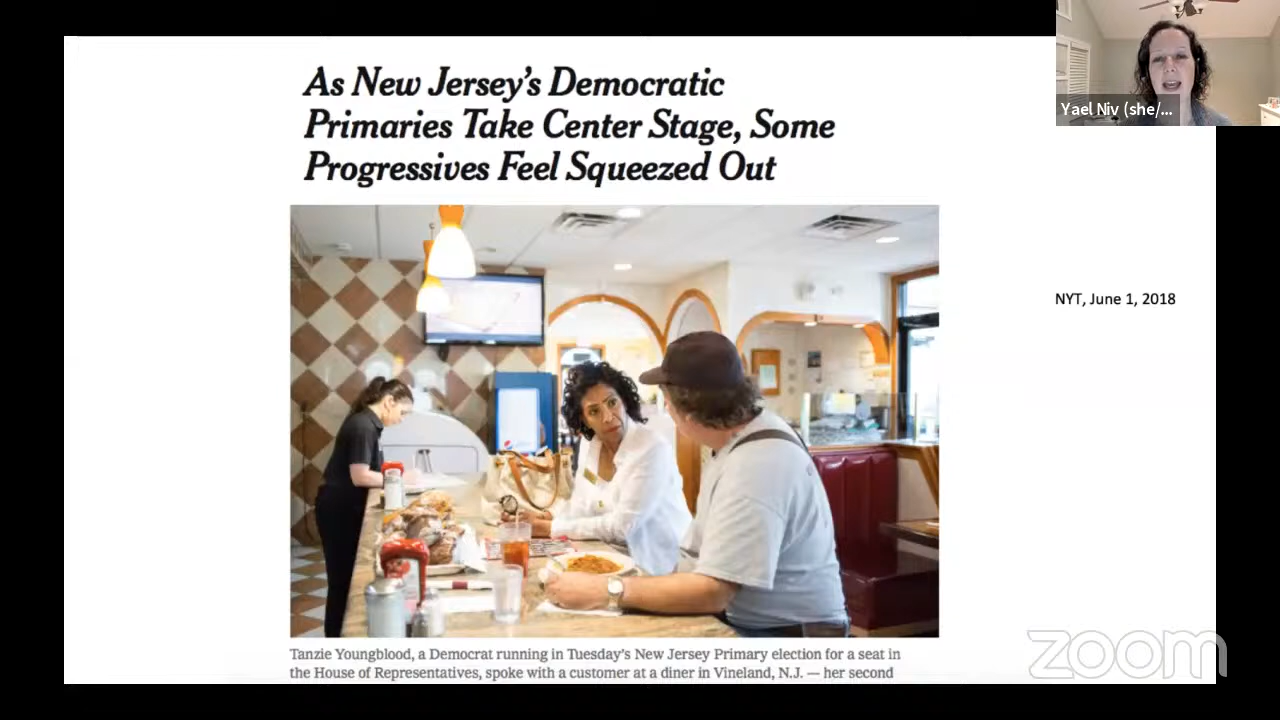 As New Jersey's Democratic
Primaries Take Center Stage, Some
Progressives Feel Squeezed Out
Yael Niv (she/...
NYT, June 1, 2018
Tanzie Youngblood, a Democrat running in Tuesday's New Jersey Primary election for a seat in
the House of Representatives, spoke with a customer at a diner in Vineland, N.J. — her second
zoom